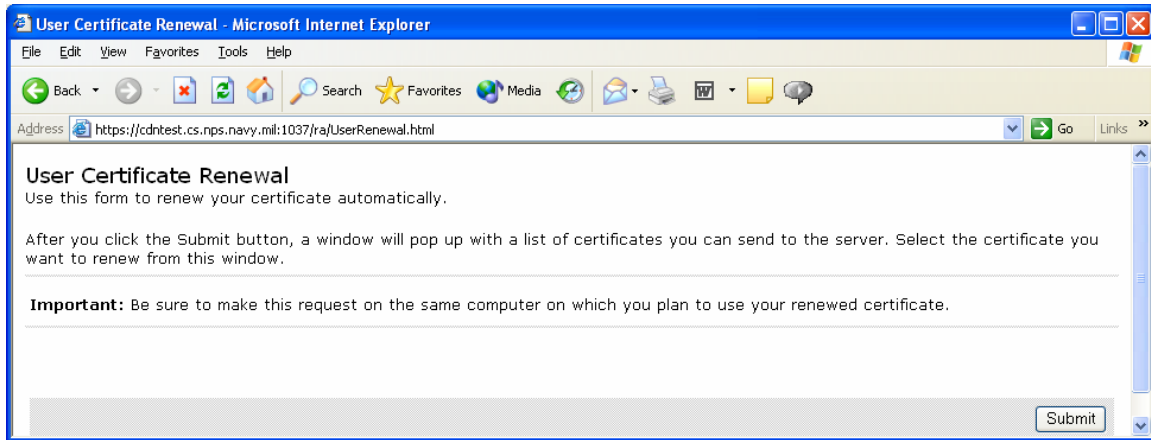 User Certificate Renewal - Microsoft Internet Explorer
File Edit View Favorites Tools Help
Back Search Favorites Media
Address https://cdntest.cs.nps.navy.mil:1037/ra/UserRenewal.html Go Links »
User Certificate Renewal
Use this form to renew your certificate automatically.
After you click the Submit button, a window will pop up with a list of certificates you can send to the server. Select the certificate you
want to renew from this window.
Important: Be sure to make this request on the same computer on which you plan to use your renewed certificate.
Submit